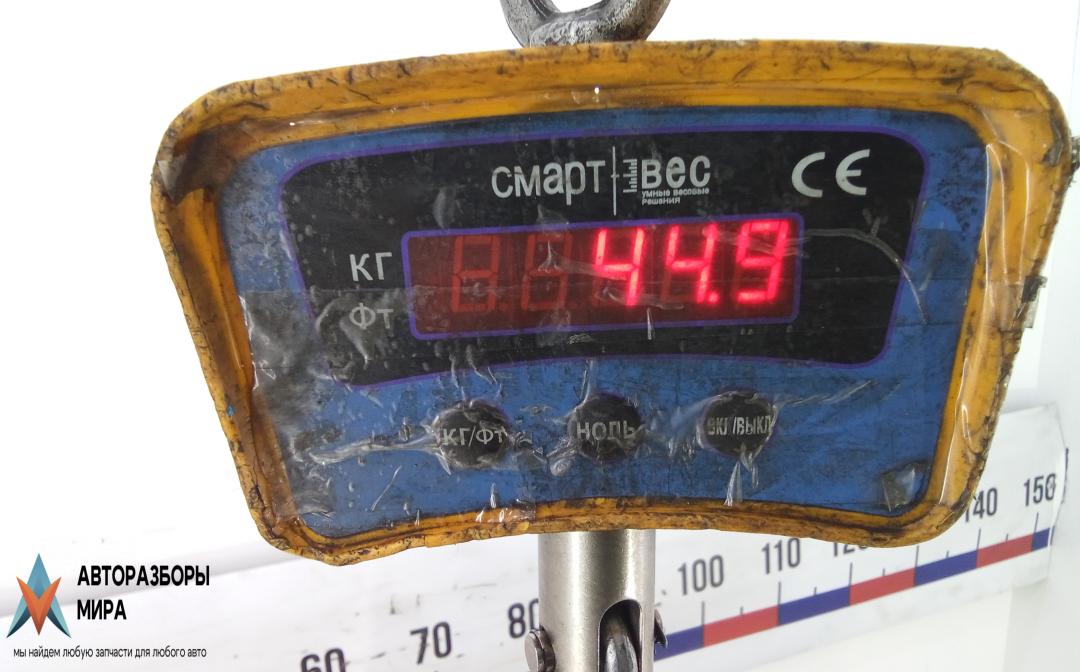 смарт вес
умные весовые
решения
CE
КГ
44.9
ФТ
КГ/ФТ
НОЛЬ
ВКЛ/ВЫКЛ
60 70 80 100 110 120 140 150
АВТОРАЗБОРЫ
МИРА
мы найдем любую запчасти для любого авто